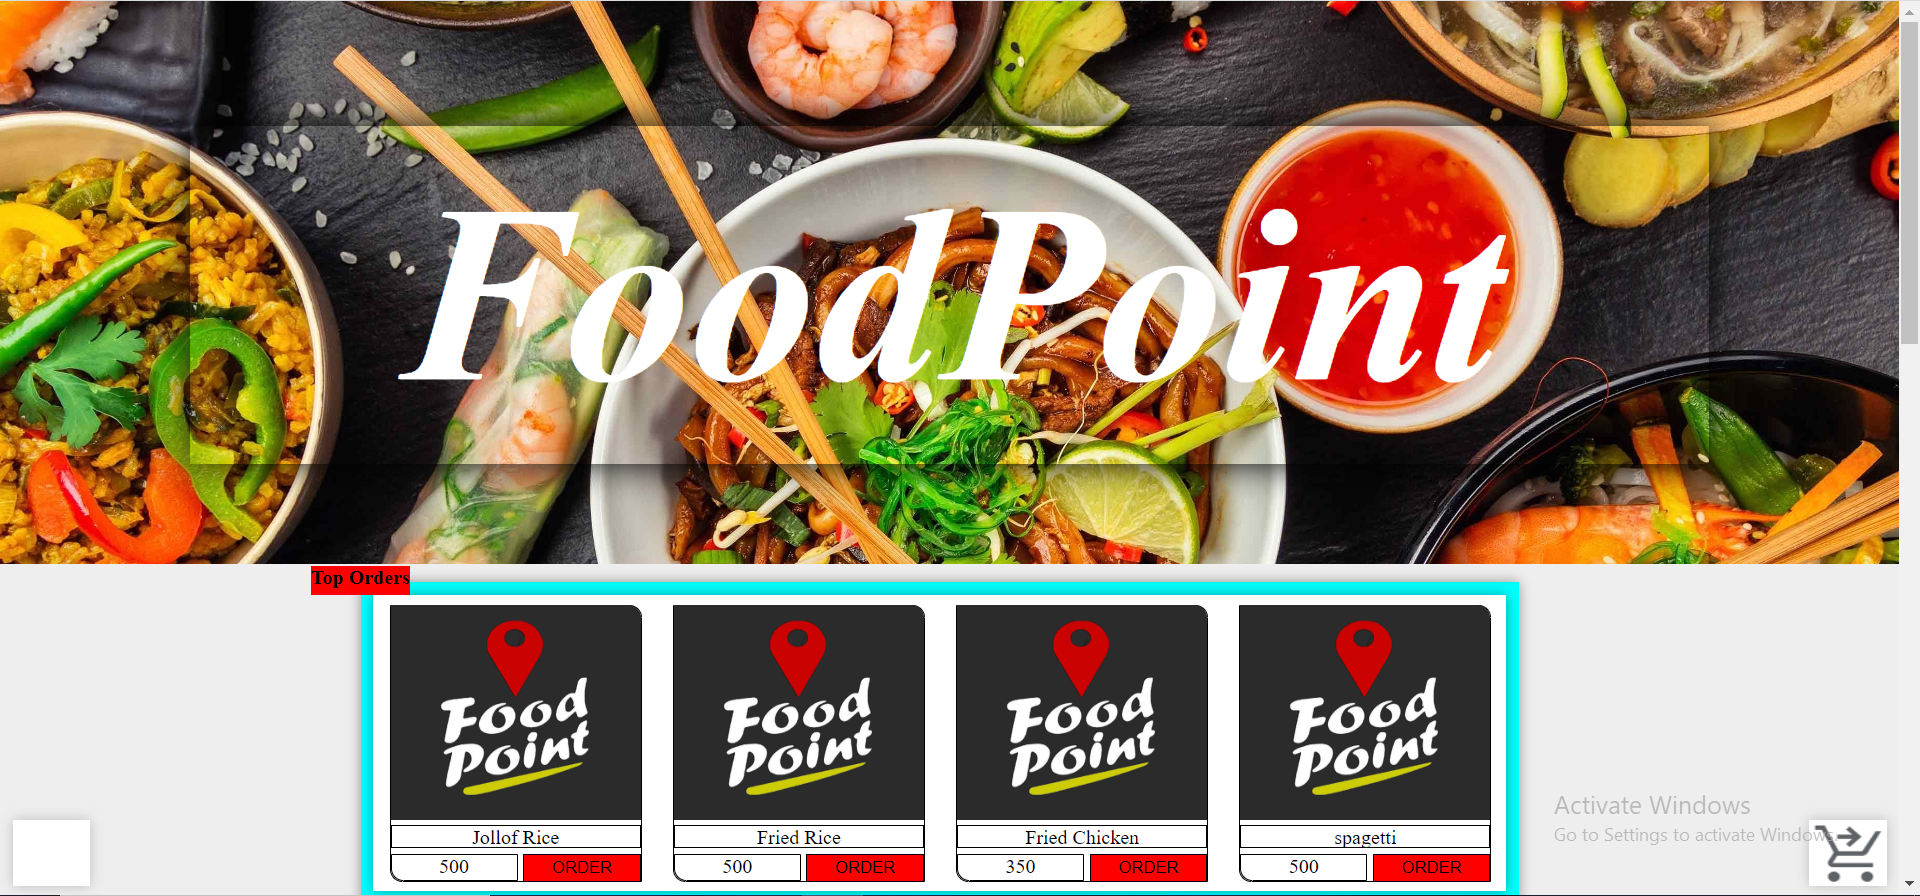 FoodPoint
Top Orders
Food Point
Food Point
Food Point
Food Point
Jollof Rice
Fried Rice
Fried Chicken
spagetti
500 ORDER
500 ORDER
350 ORDER
500 ORDER
Activate Windows
Go to Settings to activate Windows.